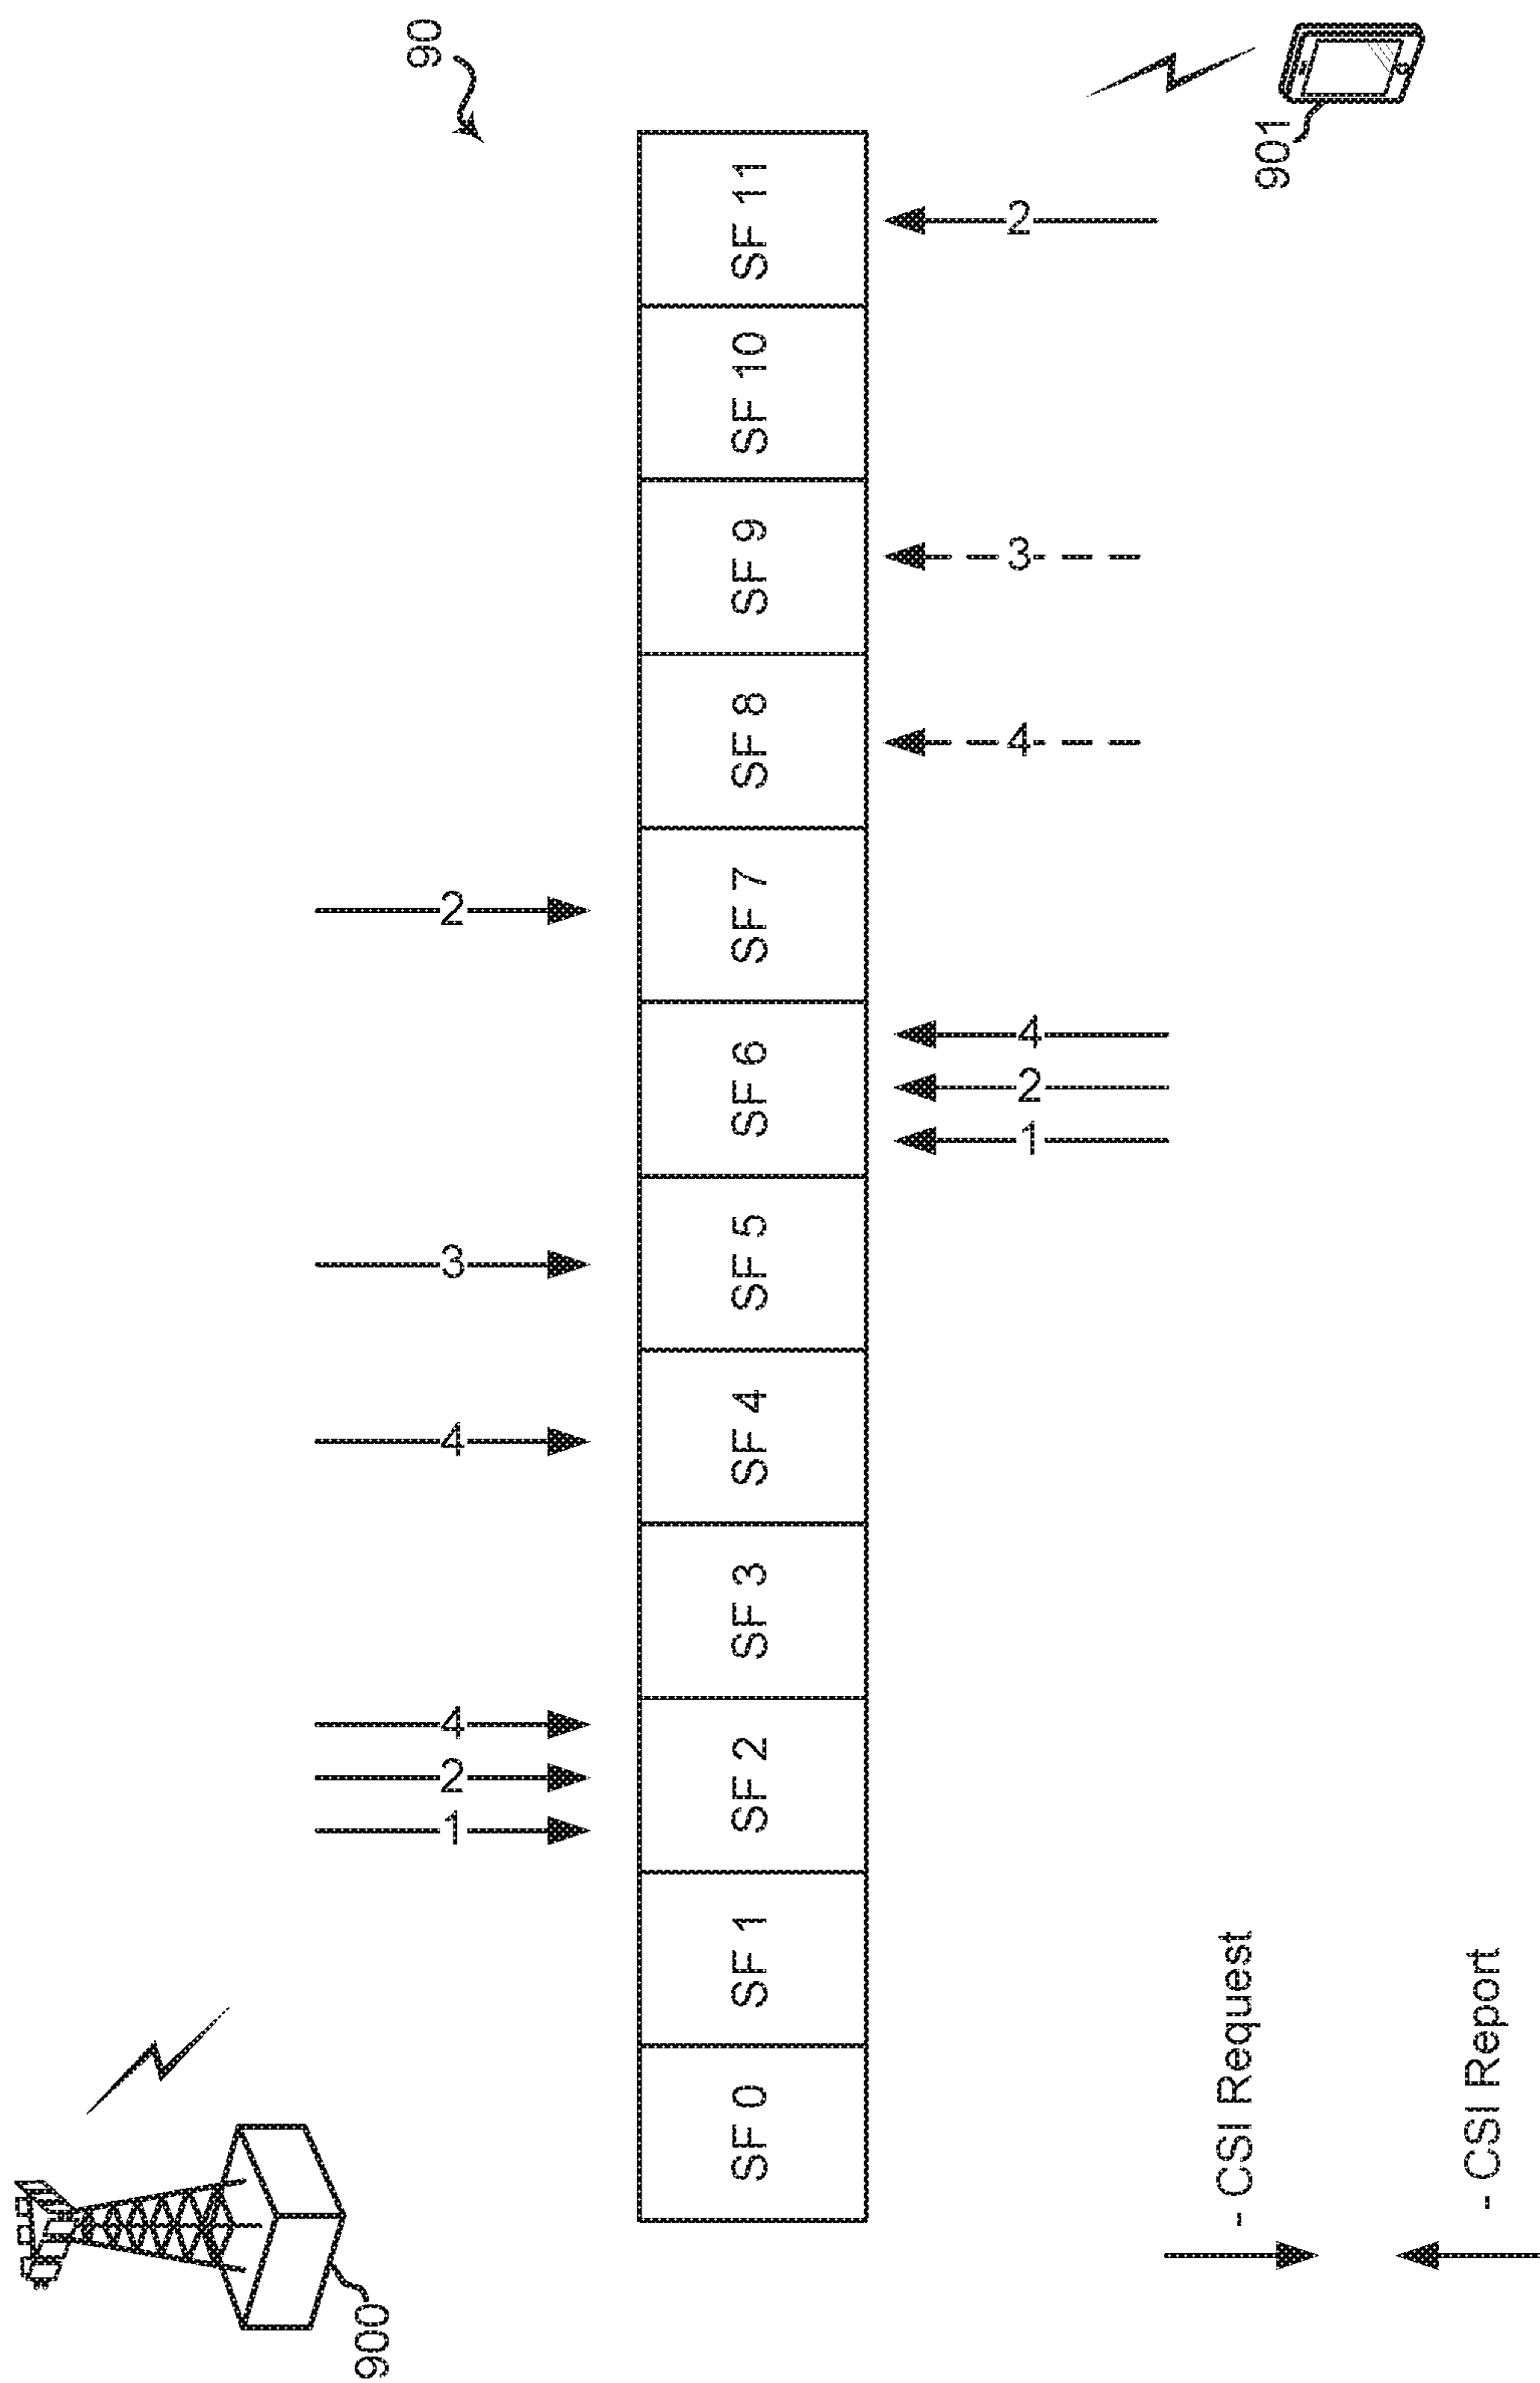 90
900
1
2
4
4
3
2
SF 0
SF 1
SF 2
SF 3
SF 4
SF 5
SF 6
SF 7
SF 8
SF 9
SF 10
SF 11
1
2
4
4
3
2
901
- CSI Request
- CSI Report